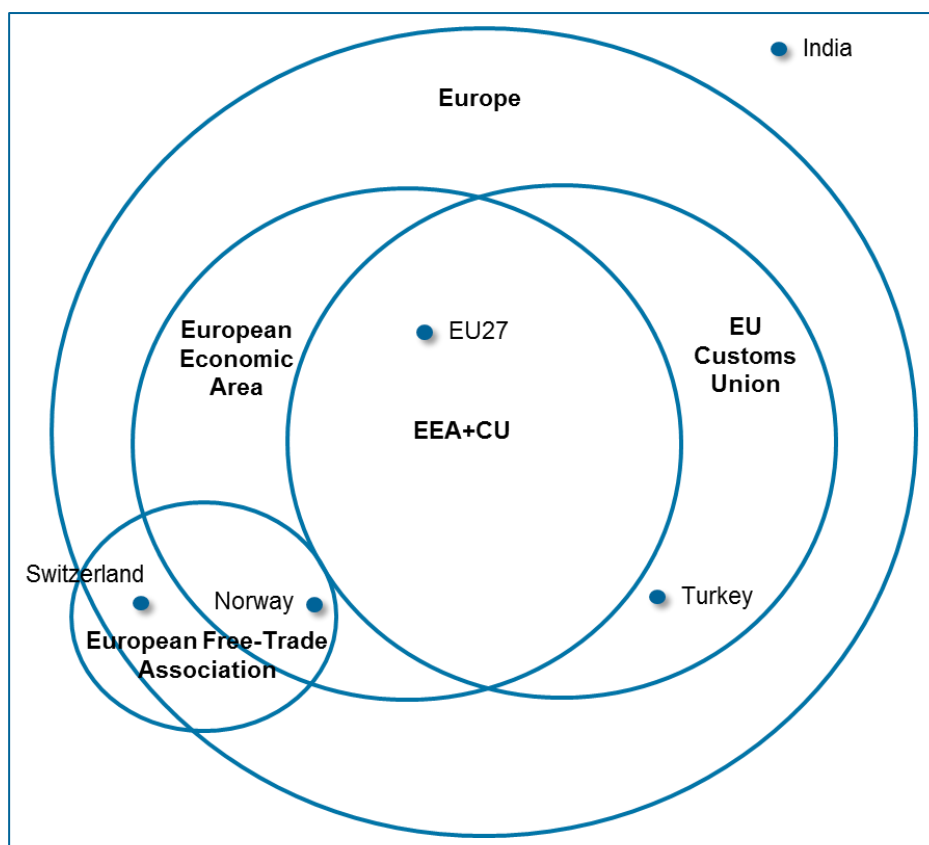 India
Europe
European
Economic
Area
EU27
EU
Customs
Union
EEA+CU
Switzerland
Norway
Turkey
European Free-Trade
Association